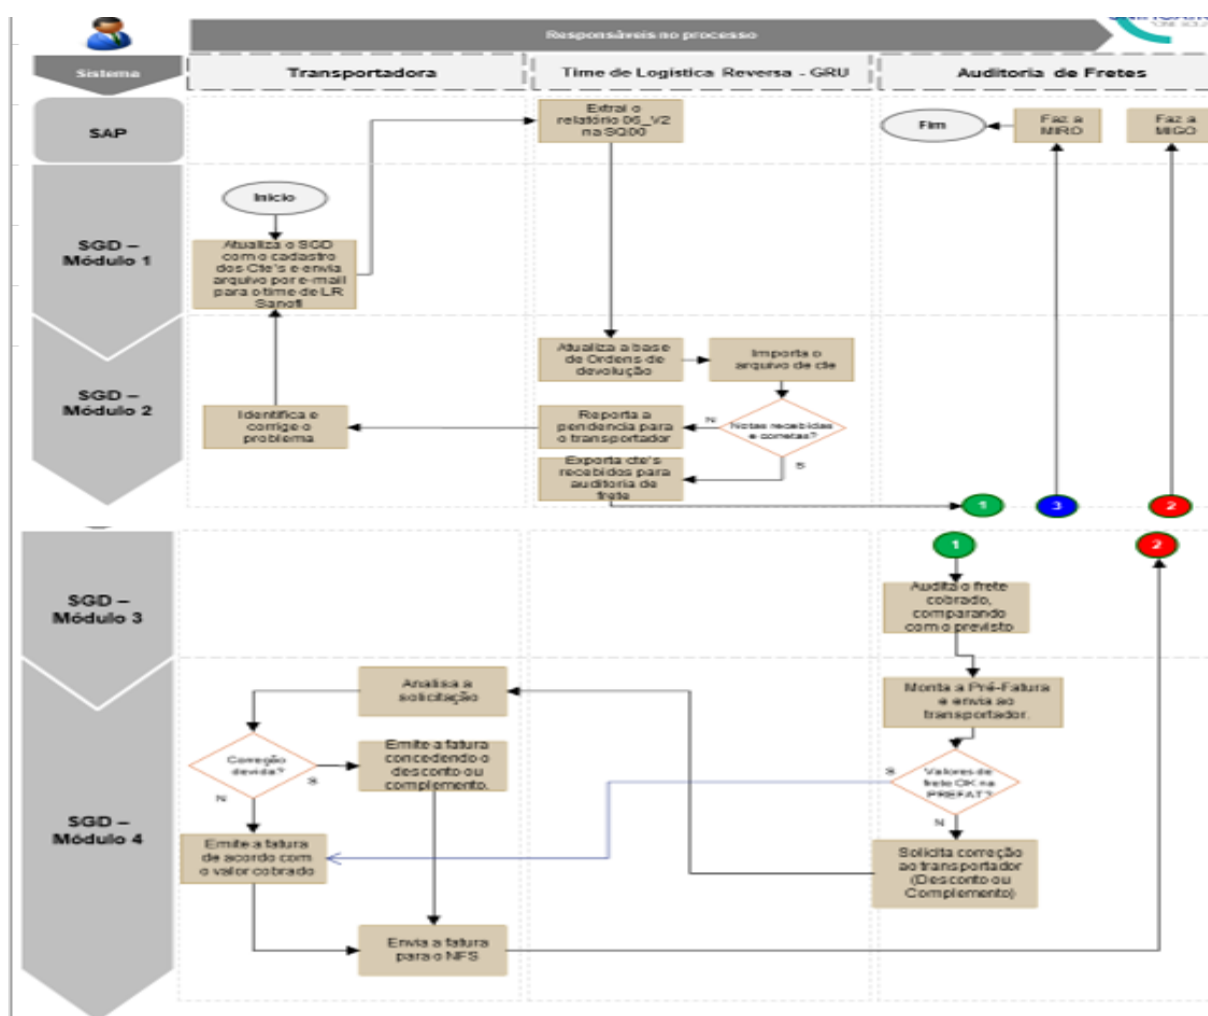 Responsáveis no processo
Sistema
Transportadora
Time de Logística Reversa - GRU
Auditoria de Fretes
SAP
Extrai o
relatório 06_V2
na SQ00
Fim
Faz a
MIRO
Faz a
MIGO
SGD –
Módulo 1
Início
Atualiza o SGD
com o cadastro
dos Cte's e envia
arquivo por e-mail
para o time de LR
Sanofi
SGD –
Módulo 2
Atualiza a base
de Ordens de
devolução
Importa o
arquivo de cte
Identifica e
corrige o
problema
Reporta a
pendencia para
o transportador
N
Notas recebidas
e corretas?
S
Exporta cte's
recebidos para
auditoria de
frete
1
3
2
1
2
SGD –
Módulo 3
Audita o frete
cobrado,
comparando
com o previsto
SGD –
Módulo 4
Analisa a
solicitação
Monta a Pré-Fatura
e envia ao
transportador.
Correção
devida?
S
N
Emite a fatura
concedendo o
desconto ou
complemento.
S
Valores de
frete OK na
PREFAT?
N
Emite a fatura
de acordo com
o valor cobrado
Solicita correção
ao transportador
(Desconto ou
Complemento)
Envia a fatura
para o NFS